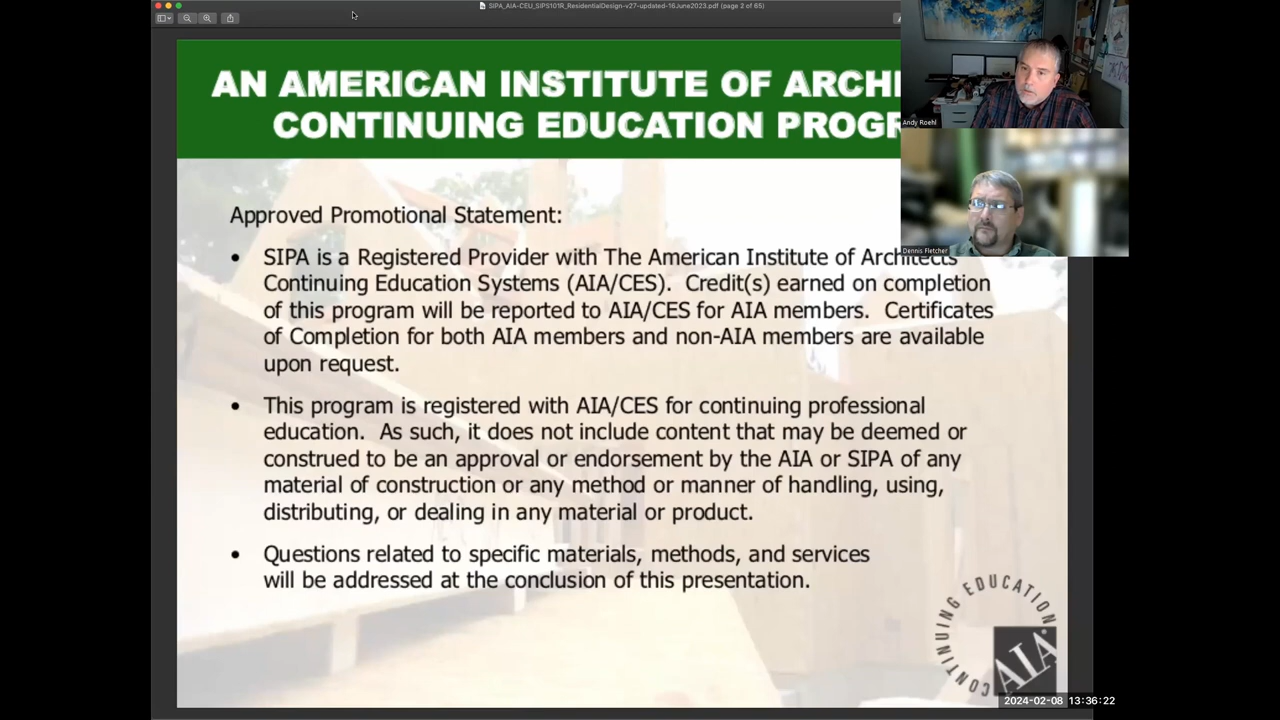 SIPA_AIA-CEU_SIPS101R_ResidentialDesign-v27-updated-16June2023.pdf (page 2 of 65)
AN AMERICAN INSTITUTE OF ARCHI
CONTINUING EDUCATION PROGR
Andy Roehl
Dennis Fletcher
Approved Promotional Statement:
• SIPA is a Registered Provider with The American Institute of Architects
Continuing Education Systems (AIA/CES).  Credit(s) earned on completion
of this program will be reported to AIA/CES for AIA members.  Certificates
of Completion for both AIA members and non-AIA members are available
upon request.
• This program is registered with AIA/CES for continuing professional
education.  As such, it does not include content that may be deemed or
construed to be an approval or endorsement by the AIA or SIPA of any
material of construction or any method or manner of handling, using,
distributing, or dealing in any material or product.
• Questions related to specific materials, methods, and services
will be addressed at the conclusion of this presentation.
CONTINUING EDUCATION
AIA
2024-02-08 13:36:22